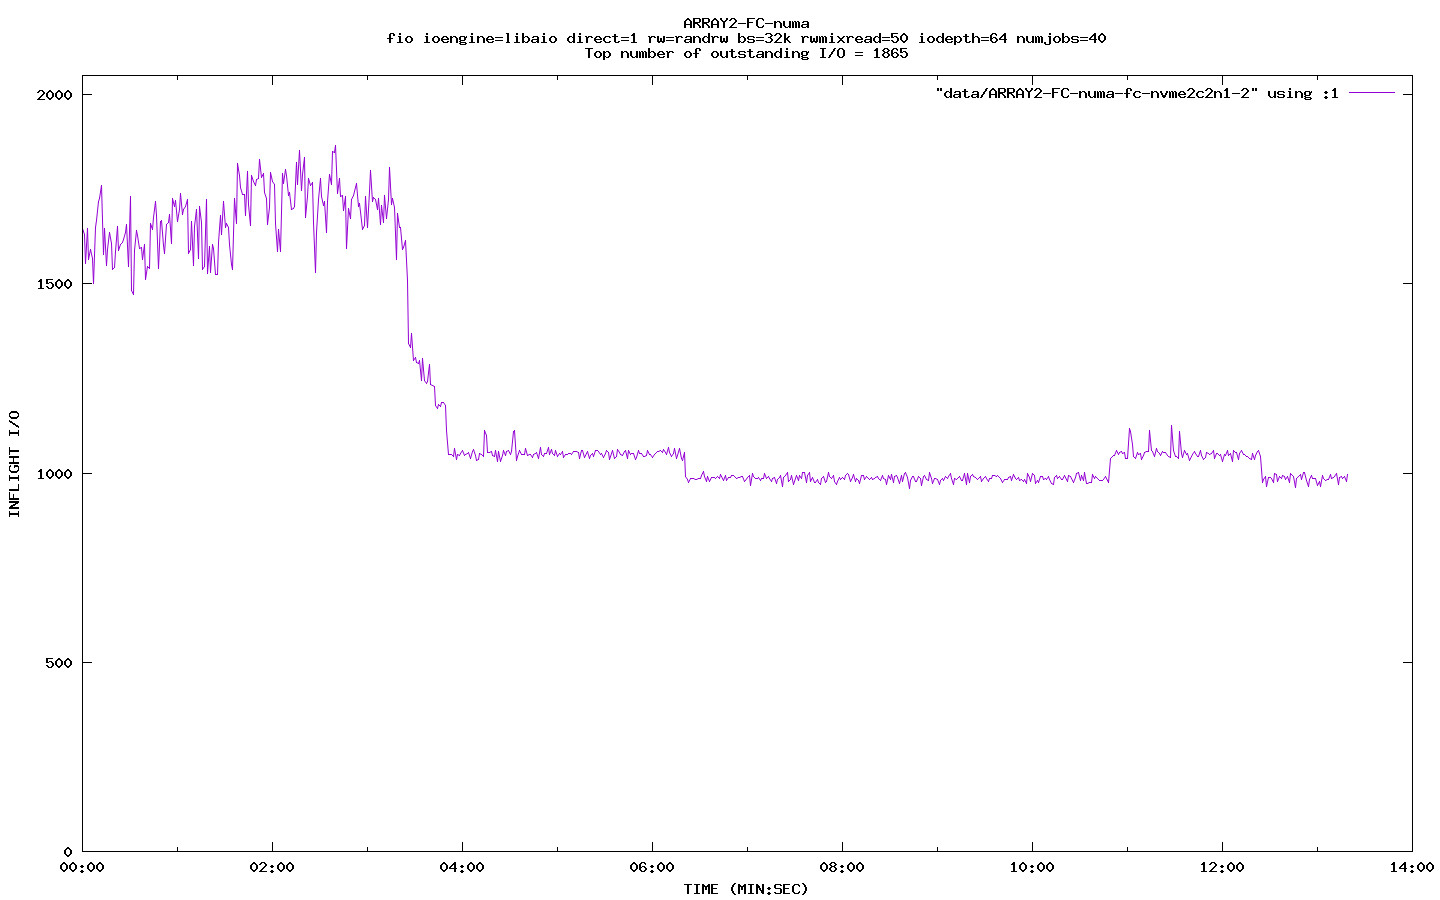 ARRAY2-FC-numa
fio ioengine=libaio direct=1 rw=randrw bs=32k rwmixread=50 iodepth=64 numjobs=40
Top number of outstanding I/O = 1865
"data/ARRAY2-FC-numa-fc-nvme2c2n1-2" using :1
2000
1500
1000
500
0
INFLIGHT I/O
00:00 02:00 04:00 06:00 08:00 10:00 12:00 14:00
TIME (MIN:SEC)